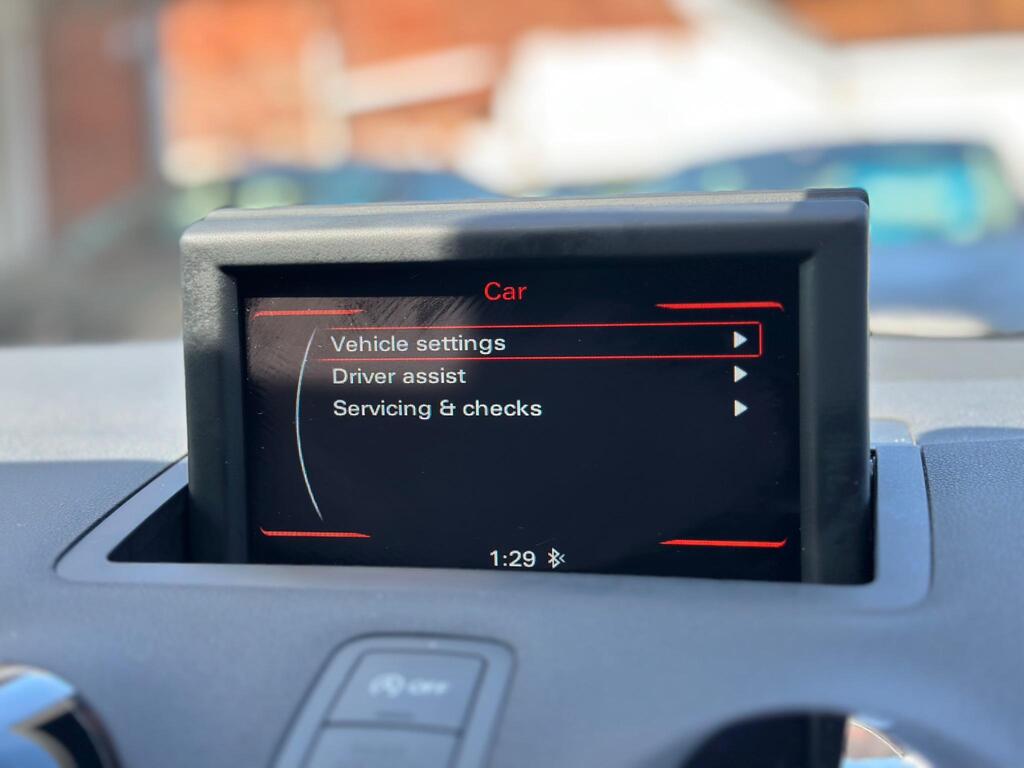 Car
Vehicle settings
Driver assist
Servicing & checks
1:29
OFF